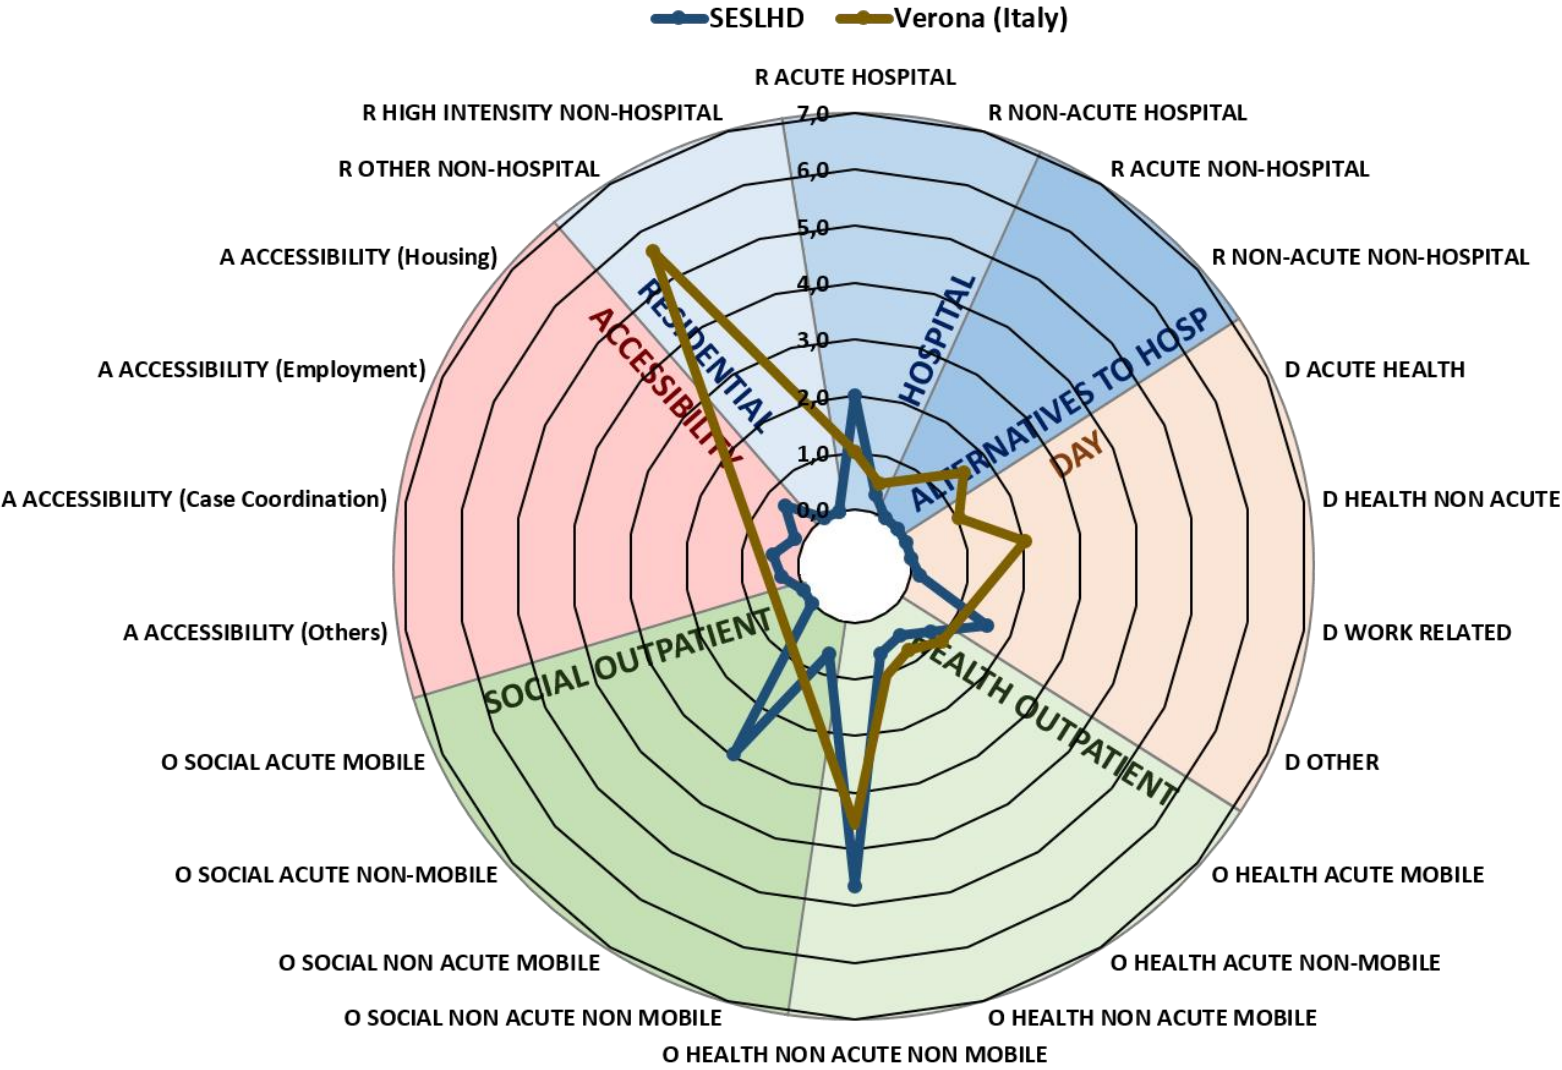 SESLHD Verona (Italy)
R ACUTE HOSPITAL
R HIGH INTENSITY NON-HOSPITAL
R NON-ACUTE HOSPITAL
R OTHER NON-HOSPITAL
R ACUTE NON-HOSPITAL
A ACCESSIBILITY (Housing)
R NON-ACUTE NON-HOSPITAL
A ACCESSIBILITY (Employment)
D ACUTE HEALTH
A ACCESSIBILITY (Case Coordination)
D HEALTH NON ACUTE
A ACCESSIBILITY (Others)
D WORK RELATED
O SOCIAL ACUTE MOBILE
D OTHER
O SOCIAL ACUTE NON-MOBILE
O HEALTH ACUTE MOBILE
O SOCIAL NON ACUTE MOBILE
O HEALTH ACUTE NON-MOBILE
O SOCIAL NON ACUTE NON MOBILE
O HEALTH NON ACUTE MOBILE
O HEALTH NON ACUTE NON MOBILE
7,0
6,0
5,0
4,0
3,0
2,0
1,0
0,0
RESIDENTIAL
HOSPITAL
ALTERNATIVES TO HOSP
DAY
HEALTH OUTPATIENT
SOCIAL OUTPATIENT
ACCESSIBILITY